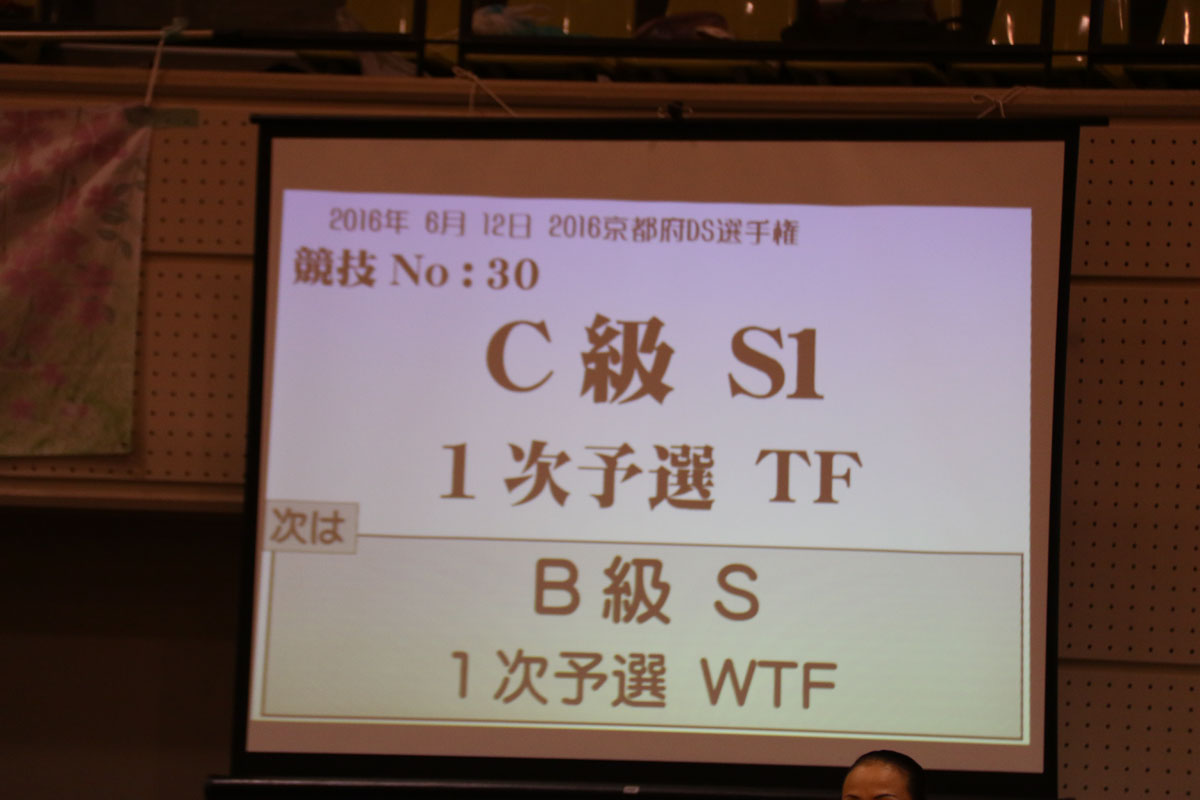 2016年 6月 12日 2016京都府DS選手権
競技 No : 30
C 級 S1
1 次予選 TF
次は
B 級 S
1 次予選 WTF